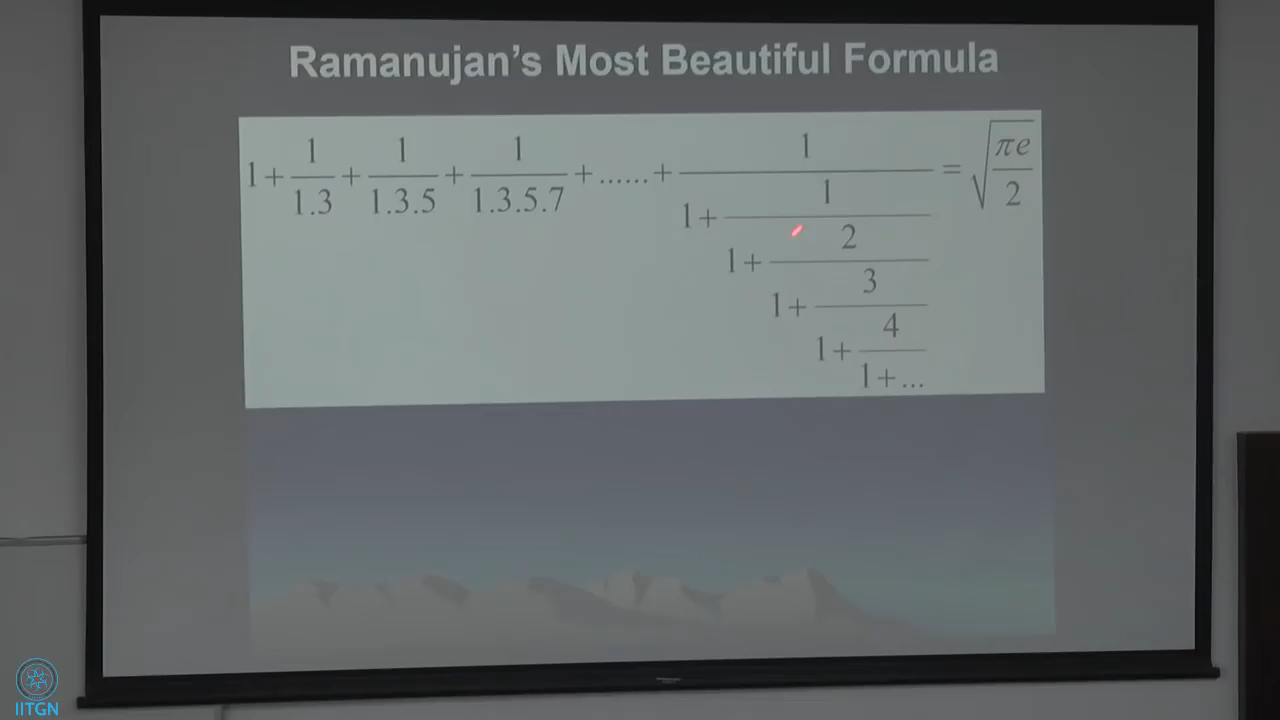 Ramanujan's Most Beautiful Formula
1 + 1/1.3 + 1/1.3.5 + 1/1.3.5.7 + ...... + 1/(1 + 1/(1 + 2/(1 + 3/(1 + 4/(1 + ...))))) = √(πe/2)
IITGN